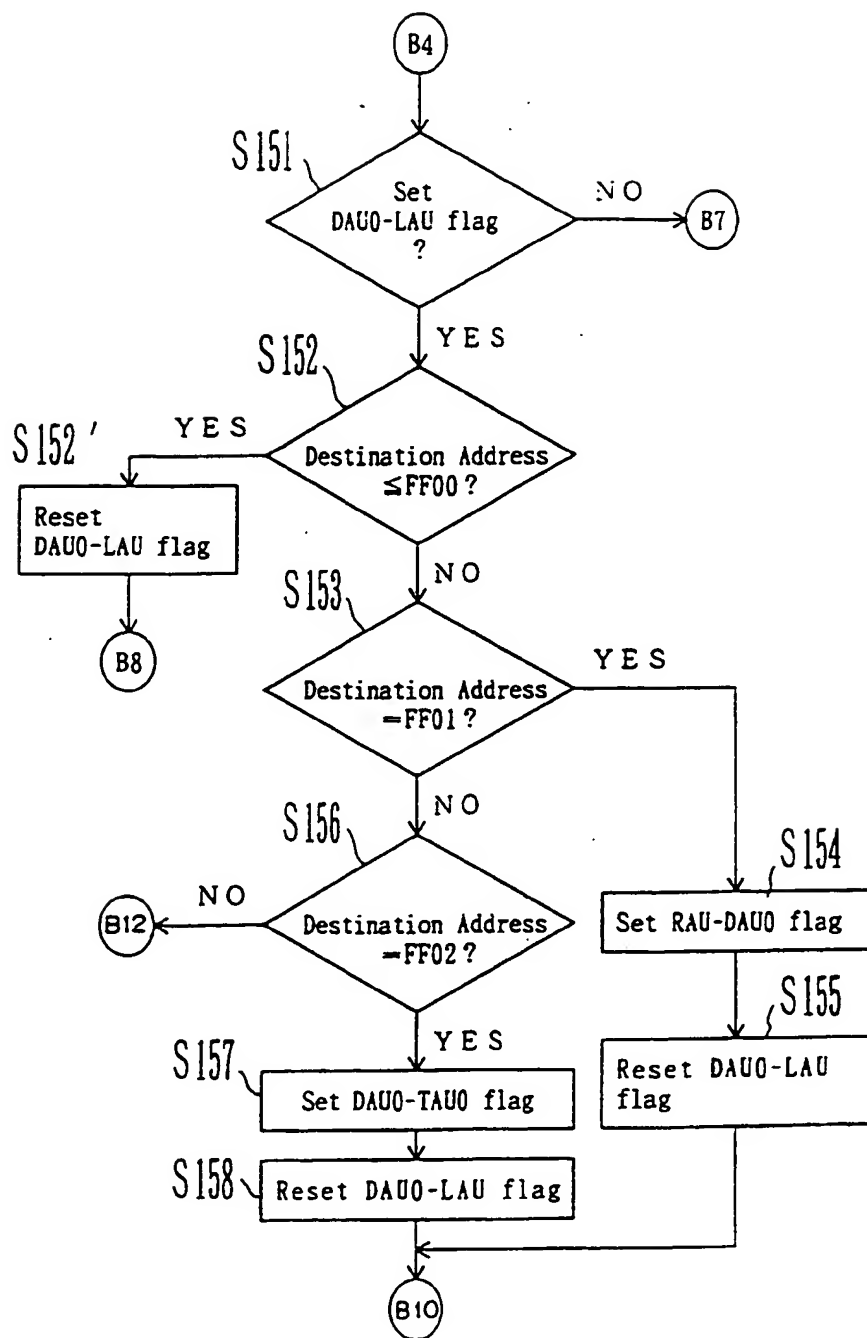 B4
S151
Set
DAU0-LAU flag
?
NO
B7
YES
S152
S152'
YES
Destination Address
≦FF00?
Reset
DAU0-LAU flag
NO
B8
S153
YES
Destination Address
=FF01?
NO
S156
S154
NO
B12
Destination Address
=FF02?
Set RAU-DAU0 flag
S155
YES
S157
Set DAU0-TAU0 flag
Reset DAU0-LAU
flag
S158
Reset DAU0-LAU flag
B10